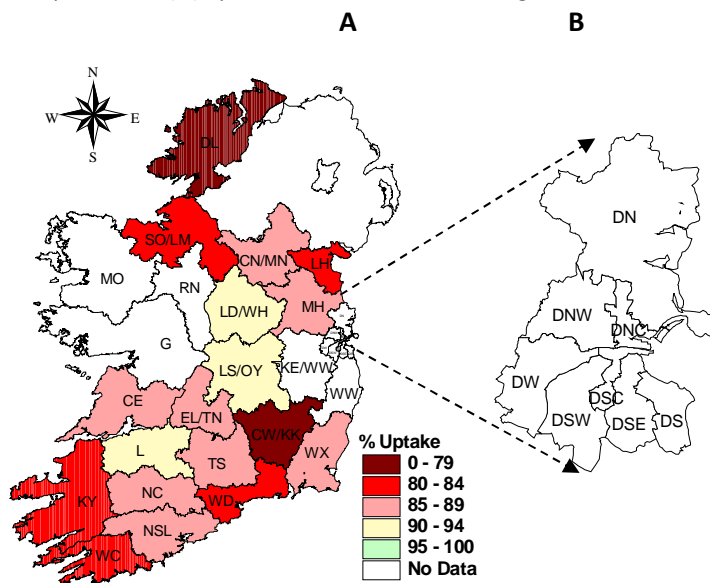 A B
N
W E
S
DL
SO/LM
CN/MN
LH
MO
RN
LD/WH
MH
G
LS/OY
KE/WW
WW
CE
EL/TN
CW/KK
L
TS
WX
KY
NC
WD
NSL
WC
DN
DNW
DNC
DW
DSC
DSW
DSE
DS
% Uptake
0 - 79
80 - 84
85 - 89
90 - 94
95 - 100
No Data